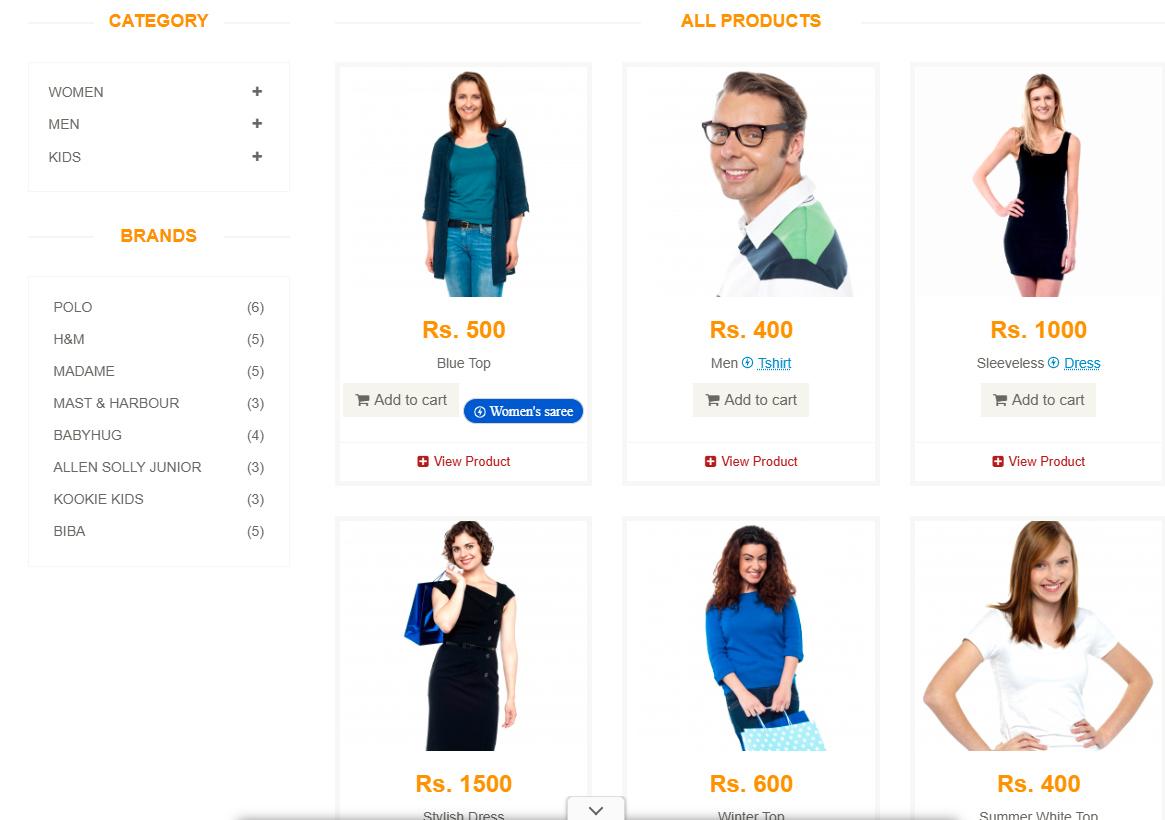 CATEGORY
WOMEN
MEN
KIDS
BRANDS
POLO (6)
H&M (5)
MADAME (5)
MAST & HARBOUR (3)
BABYHUG (4)
ALLEN SOLLY JUNIOR (3)
KOOKIE KIDS (3)
BIBA (5)
ALL PRODUCTS
Rs. 500
Blue Top
Add to cart
Women's saree
View Product
Rs. 400
Men Tshirt
Add to cart
View Product
Rs. 1000
Sleeveless Dress
Add to cart
View Product
Rs. 1500
Stylish Dress
Rs. 600
Winter Top
Rs. 400
Summer White Top